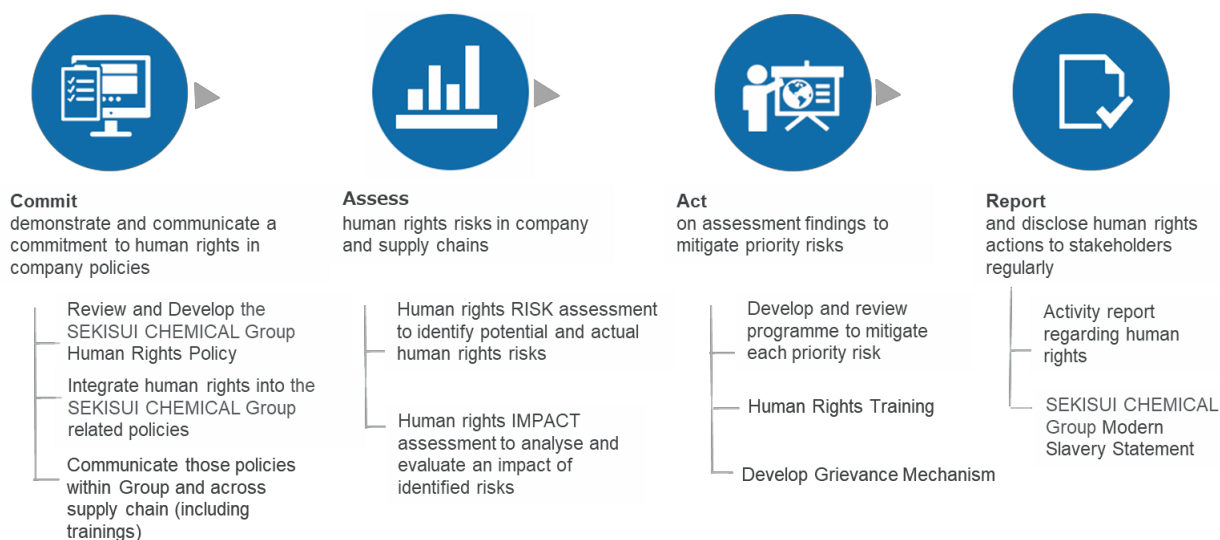 Commit
demonstrate and communicate a
commitment to human rights in
company policies
Review and Develop the
SEKISUI CHEMICAL Group
Human Rights Policy
Integrate human rights into the
SEKISUI CHEMICAL Group
related policies
Communicate those policies
within Group and across
supply chain (including
trainings)
Assess
human rights risks in company
and supply chains
Human rights RISK assessment
to identify potential and actual
human rights risks
Human rights IMPACT
assessment to analyse and
evaluate an impact of
identified risks
Act
on assessment findings to
mitigate priority risks
Develop and review
programme to mitigate
each priority risk
Human Rights Training
Develop Grievance Mechanism
Report
and disclose human rights
actions to stakeholders
regularly
Activity report
regarding human
rights
SEKISUI CHEMICAL
Group Modern
Slavery Statement